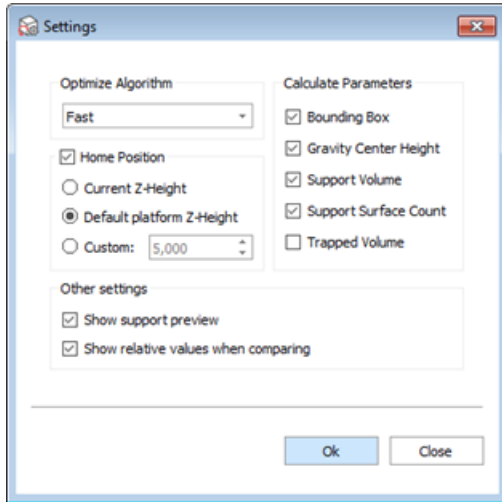 Settings
Optimize Algorithm
Fast
Home Position
Current Z-Height
Default platform Z-Height
Custom: 5,000
Calculate Parameters
Bounding Box
Gravity Center Height
Support Volume
Support Surface Count
Trapped Volume
Other settings
Show support preview
Show relative values when comparing
Ok Close